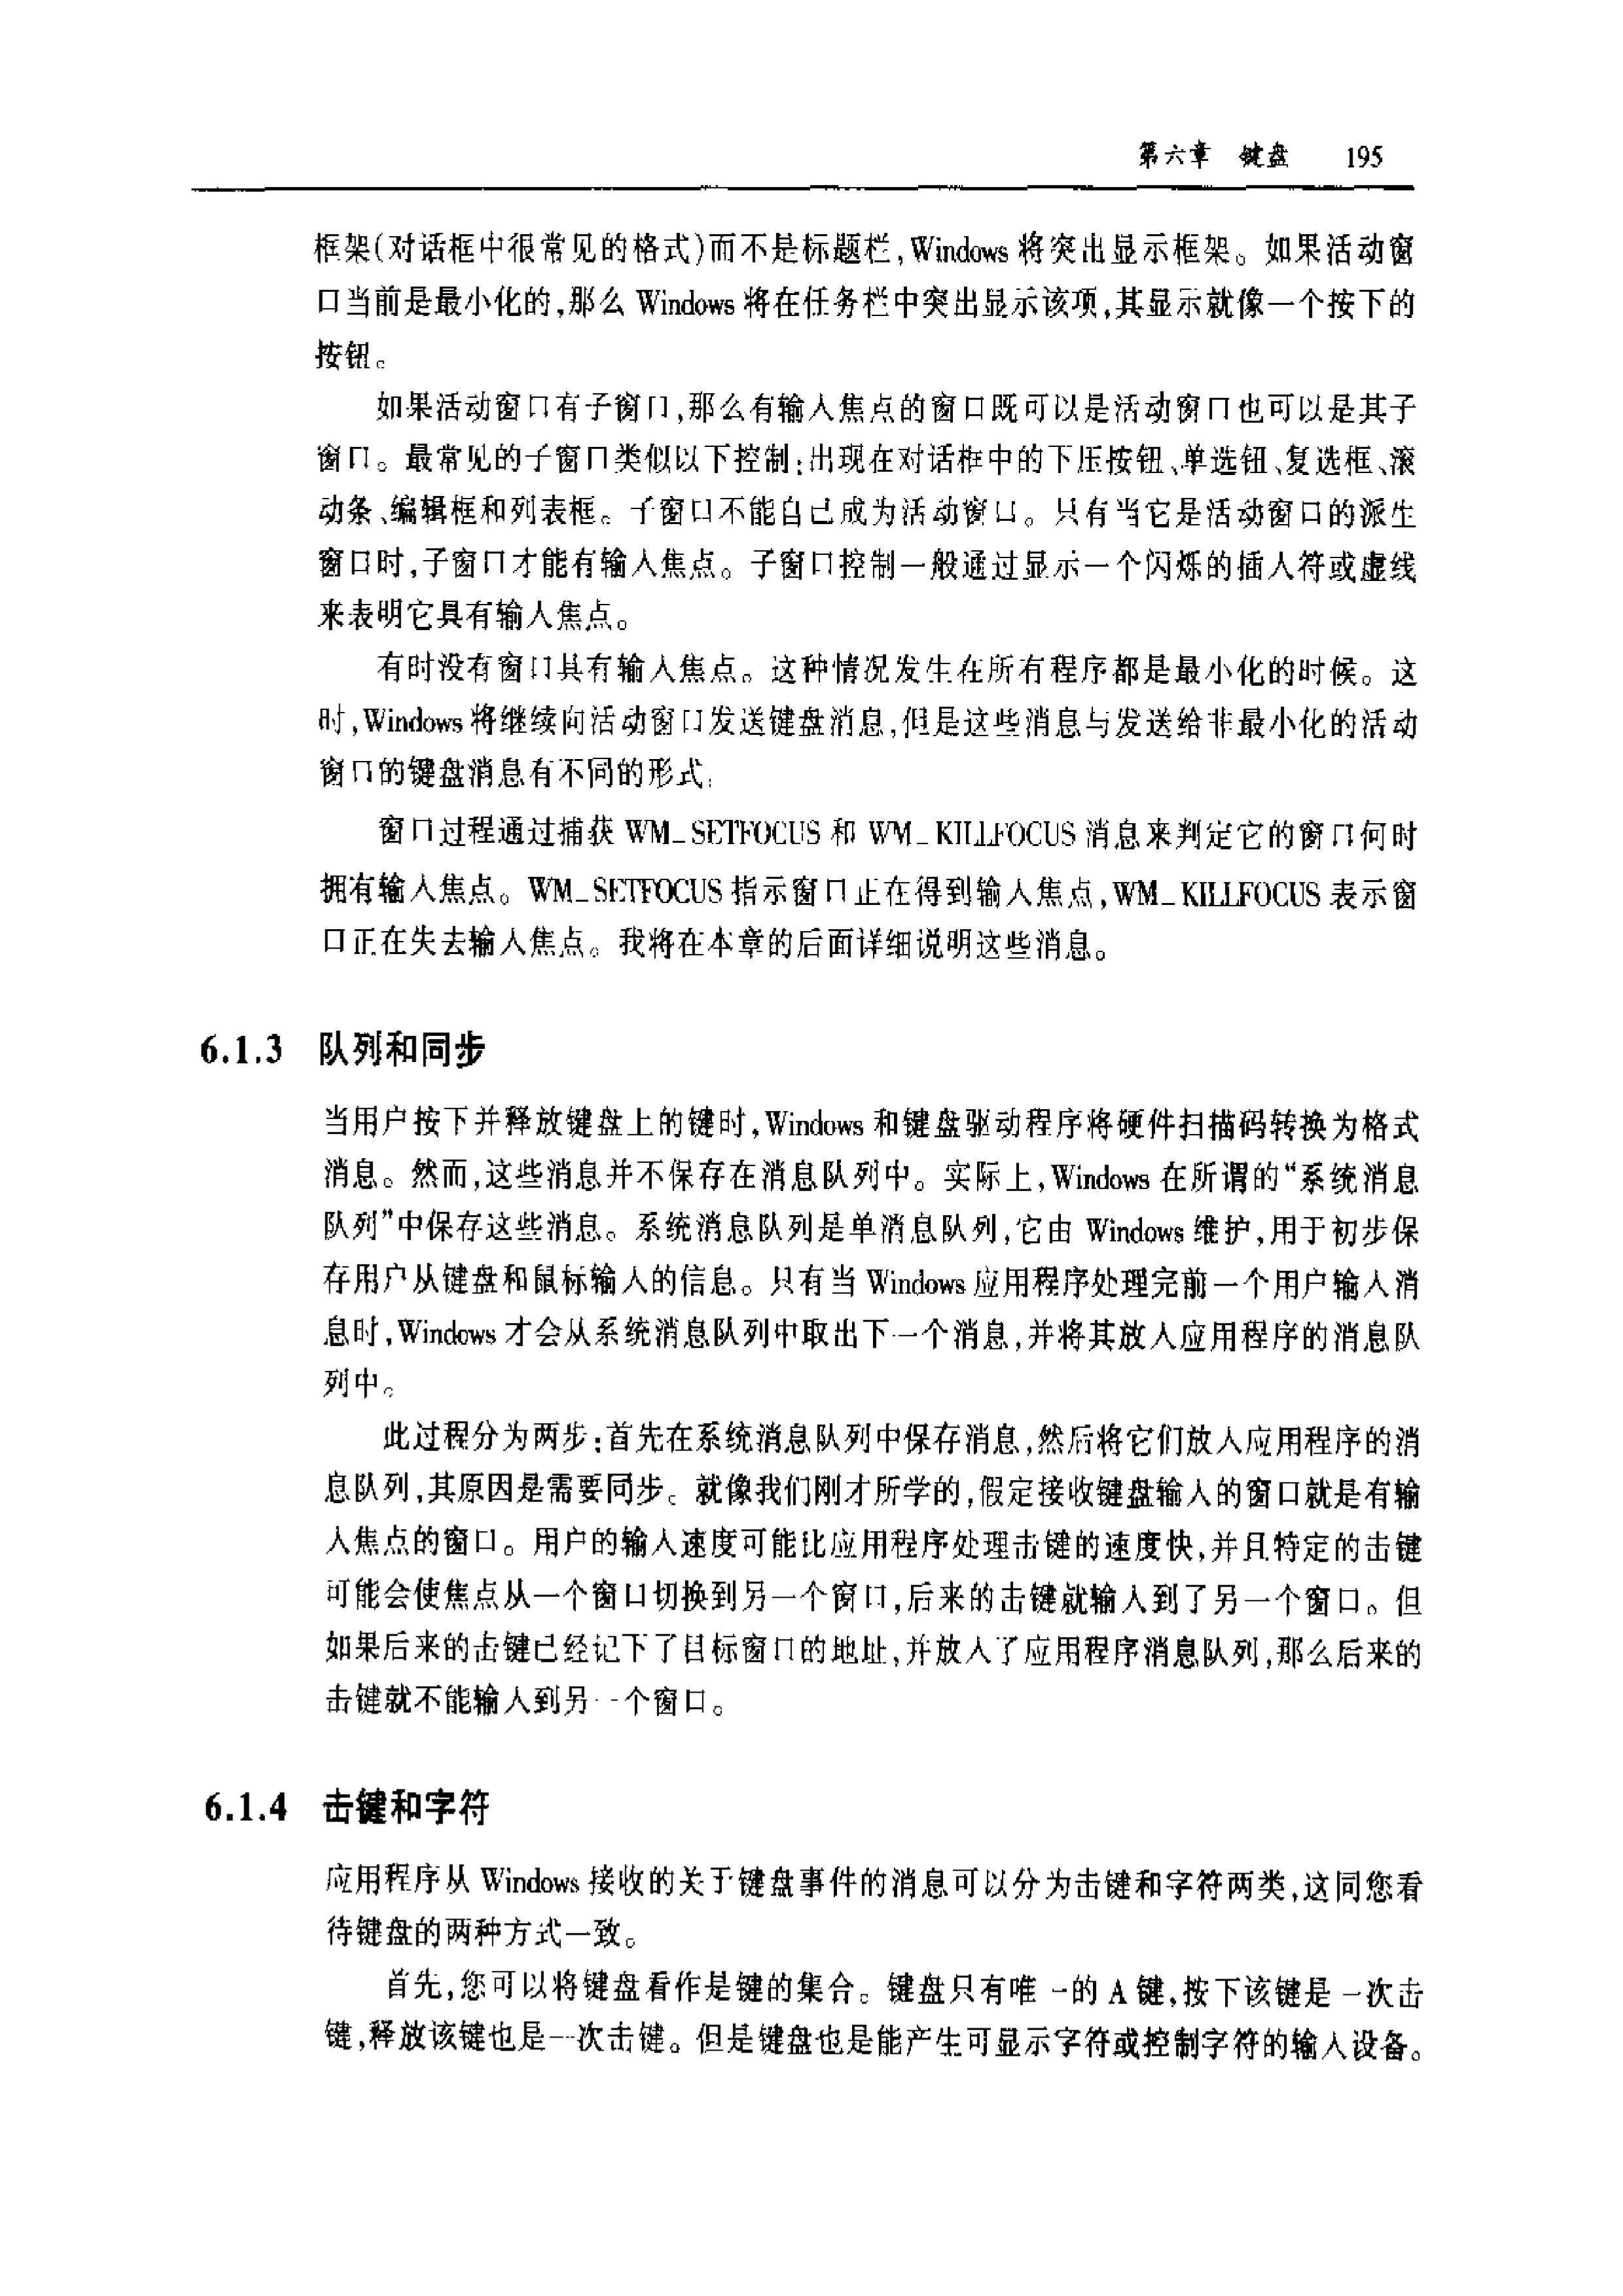 第六章 键盘 195
框架(对话框中很常见的格式)而不是标题栏,Windows 将突出显示框架。如果活动窗
口当前是最小化的,那么 Windows 将在任务栏中突出显示该项,其显示就像一个按下的
按钮。
如果活动窗口有子窗口,那么有输入焦点的窗口既可以是活动窗口也可以是其子
窗口。最常见的子窗口类似以下控制:出现在对话框中的下压按钮、单选钮、复选框、滚
动条、编辑框和列表框。子窗口不能自己成为活动窗口。只有当它是活动窗口的派生
窗口时,子窗口才能有输入焦点。子窗口控制一般通过显示一个闪烁的插入符或虚线
来表明它具有输入焦点。
有时没有窗口具有输入焦点。这种情况发生在所有程序都是最小化的时候。这
时,Windows 将继续向活动窗口发送键盘消息,但是这些消息与发送给非最小化的活动
窗口的键盘消息有不同的形式。
窗口过程通过捕获 WM_SETFOCUS 和 WM_KILLFOCUS 消息来判定它的窗口何时
拥有输入焦点。WM_SETFOCUS 指示窗口正在得到输入焦点,WM_KILLFOCUS 表示窗
口正在失去输入焦点。我将在本章的后面详细说明这些消息。
6.1.3 队列和同步
当用户按下并释放键盘上的键时,Windows 和键盘驱动程序将硬件扫描码转换为格式
消息。然而,这些消息并不保存在消息队列中。实际上,Windows 在所谓的“系统消息
队列”中保存这些消息。系统消息队列是单消息队列,它由 Windows 维护,用于初步保
存用户从键盘和鼠标输入的信息。只有当 Windows 应用程序处理完前一个用户输入消
息时,Windows 才会从系统消息队列中取出下一个消息,并将其放入应用程序的消息队
列中。
此过程分为两步:首先在系统消息队列中保存消息,然后将它们放入应用程序的消
息队列,其原因是需要同步。就像我们刚才所学的,假定接收键盘输入的窗口就是有输
入焦点的窗口。用户的输入速度可能比应用程序处理击键的速度快,并且特定的击键
可能会使焦点从一个窗口切换到另一个窗口,后来的击键就输入到了另一个窗口。但
如果后来的击键已经记下了目标窗口的地址,并放入了应用程序消息队列,那么后来的
击键就不能输入到另一个窗口。
6.1.4 击键和字符
应用程序从 Windows 接收的关于键盘事件的消息可以分为击键和字符两类,这同您看
待键盘的两种方式一致。
首先,您可以将键盘看作是键的集合。键盘只有唯一的 A 键,按下该键是一次击
键,释放该键也是一次击键。但是键盘也是能产生可显示字符或控制字符的输入设备。